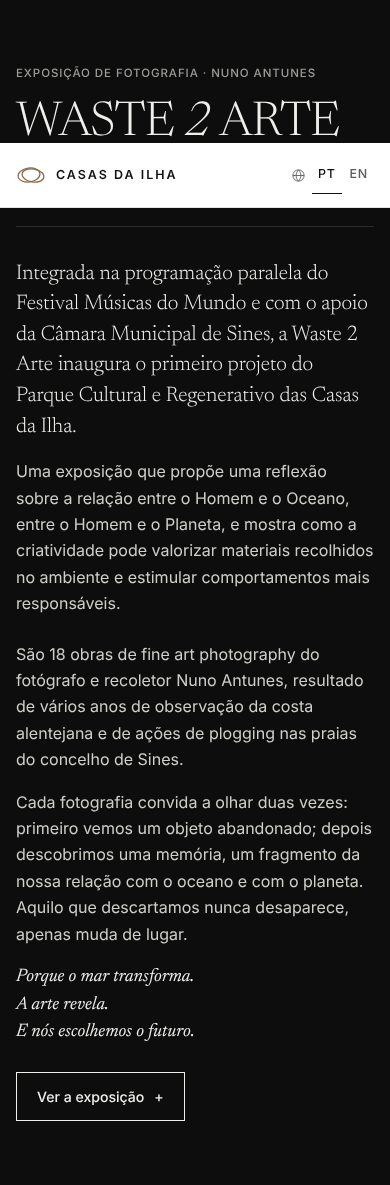 EXPOSIÇÃO DE FOTOGRAFIA · NUNO ANTUNES
WASTE 2 ARTE
CASAS DA ILHA
PT EN
Integrada na programação paralela do
Festival Músicas do Mundo e com o apoio
da Câmara Municipal de Sines, a Waste 2
Arte inaugura o primeiro projeto do
Parque Cultural e Regenerativo das Casas
da Ilha.
Uma exposição que propõe uma reflexão
sobre a relação entre o Homem e o Oceano,
entre o Homem e o Planeta, e mostra como a
criatividade pode valorizar materiais recolhidos
no ambiente e estimular comportamentos mais
responsáveis.
São 18 obras de fine art photography do
fotógrafo e recoletor Nuno Antunes, resultado
de vários anos de observação da costa
alentejana e de ações de plogging nas praias
do concelho de Sines.
Cada fotografia convida a olhar duas vezes:
primeiro vemos um objeto abandonado; depois
descobrimos uma memória, um fragmento da
nossa relação com o oceano e com o planeta.
Aquilo que descartamos nunca desaparece,
apenas muda de lugar.
Porque o mar transforma.
A arte revela.
E nós escolhemos o futuro.
Ver a exposição +